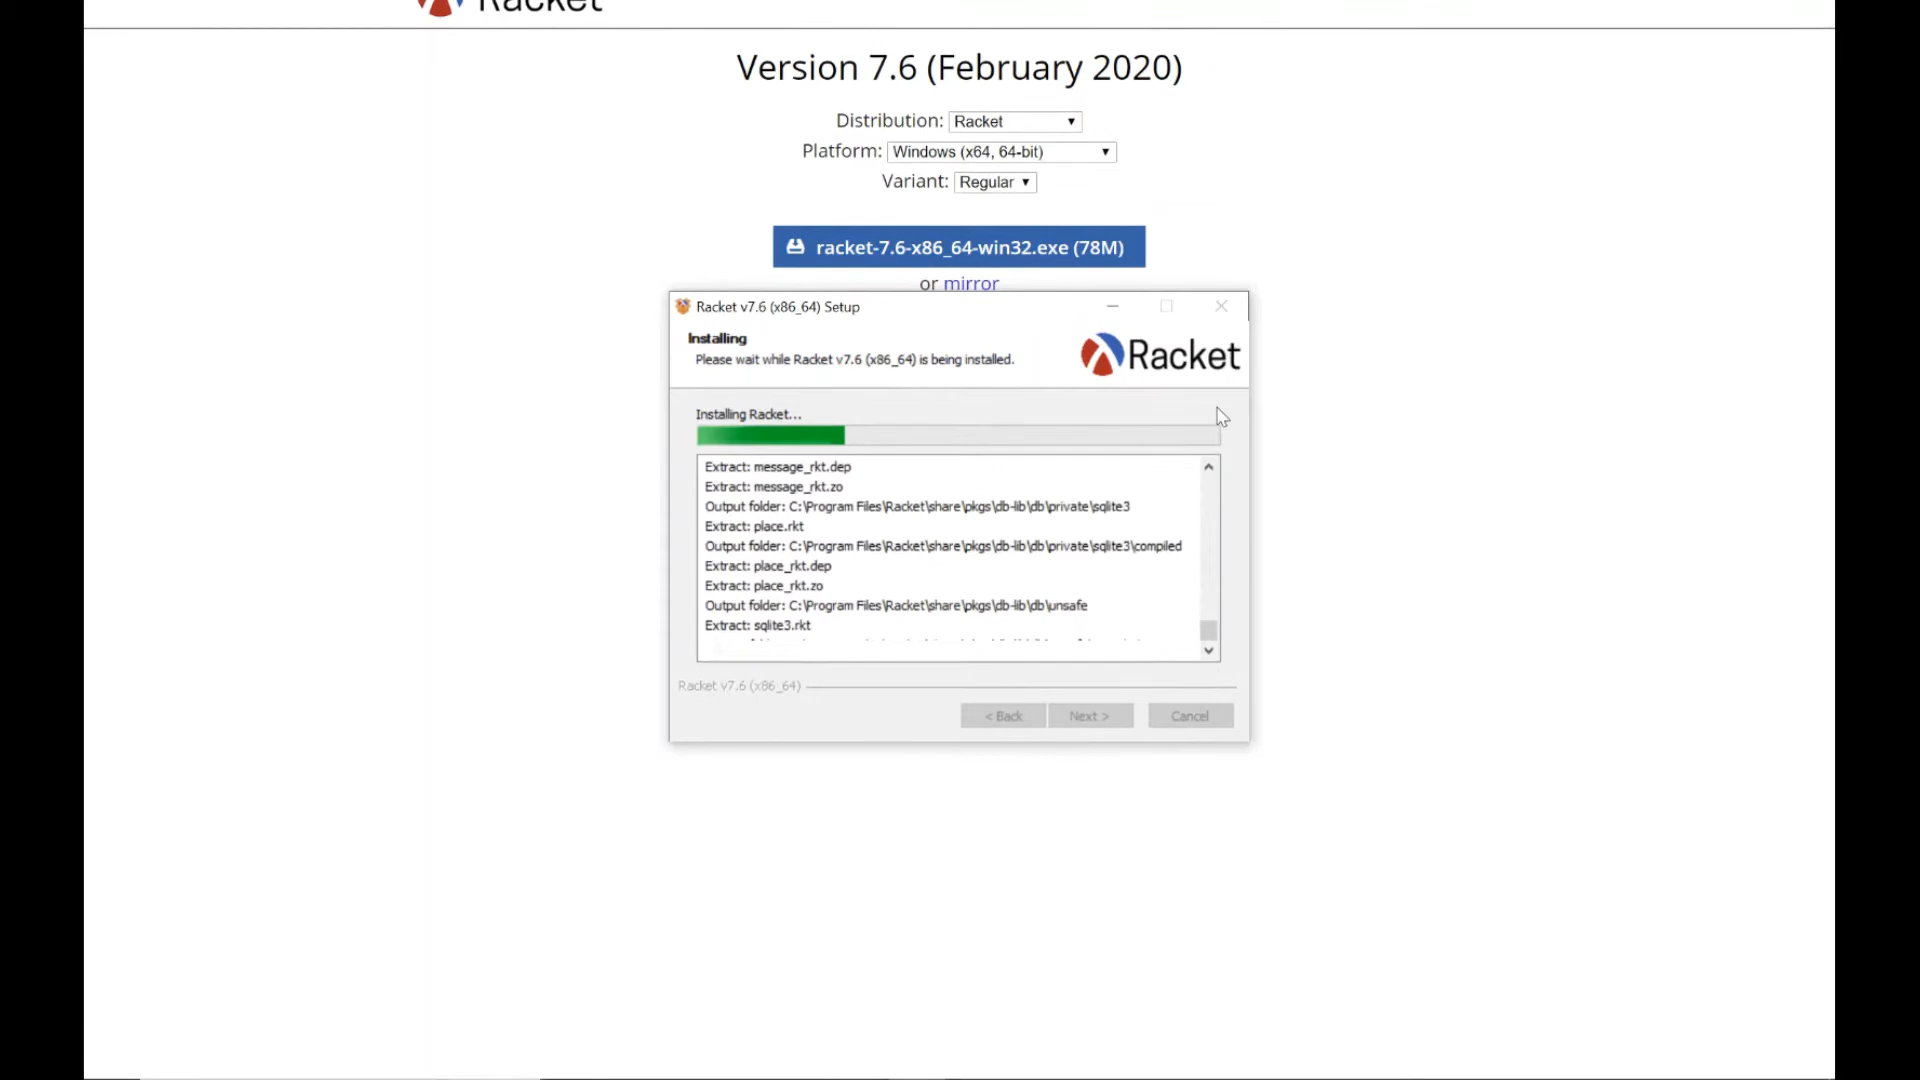 Racket
Version 7.6 (February 2020)
Distribution: Racket
Platform: Windows (x64, 64-bit)
Variant: Regular
racket-7.6-x86_64-win32.exe (78M)
or mirror
Racket v7.6 (x86_64) Setup
Installing
Please wait while Racket v7.6 (x86_64) is being installed.
Racket
Installing Racket...
Extract: message_rkt.dep
Extract: message_rkt.zo
Output folder: C:\Program Files\Racket\share\pkgs\db-lib\db\private\sqlite3
Extract: place.rkt
Output folder: C:\Program Files\Racket\share\pkgs\db-lib\db\private\sqlite3\compiled
Extract: place_rkt.dep
Extract: place_rkt.zo
Output folder: C:\Program Files\Racket\share\pkgs\db-lib\db\unsafe
Extract: sqlite3.rkt
Racket v7.6 (x86_64)
< Back Next > Cancel